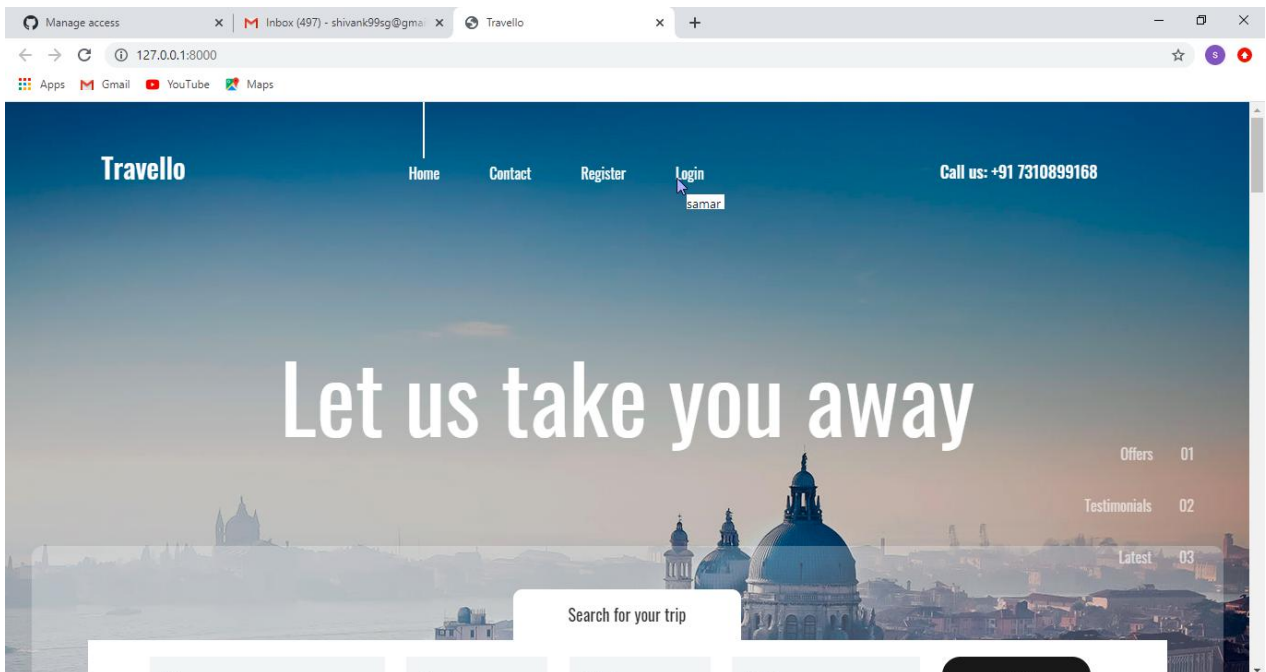 Manage access
Inbox (497) - shivank99sg@gmai
Travello
127.0.0.1:8000
Apps
Gmail
YouTube
Maps
S
Travello
Home
Contact
Register
Login
Call us: +91 7310899168
samar
Let us take you away
Offers 01
Testimonials 02
Latest 03
Search for your trip